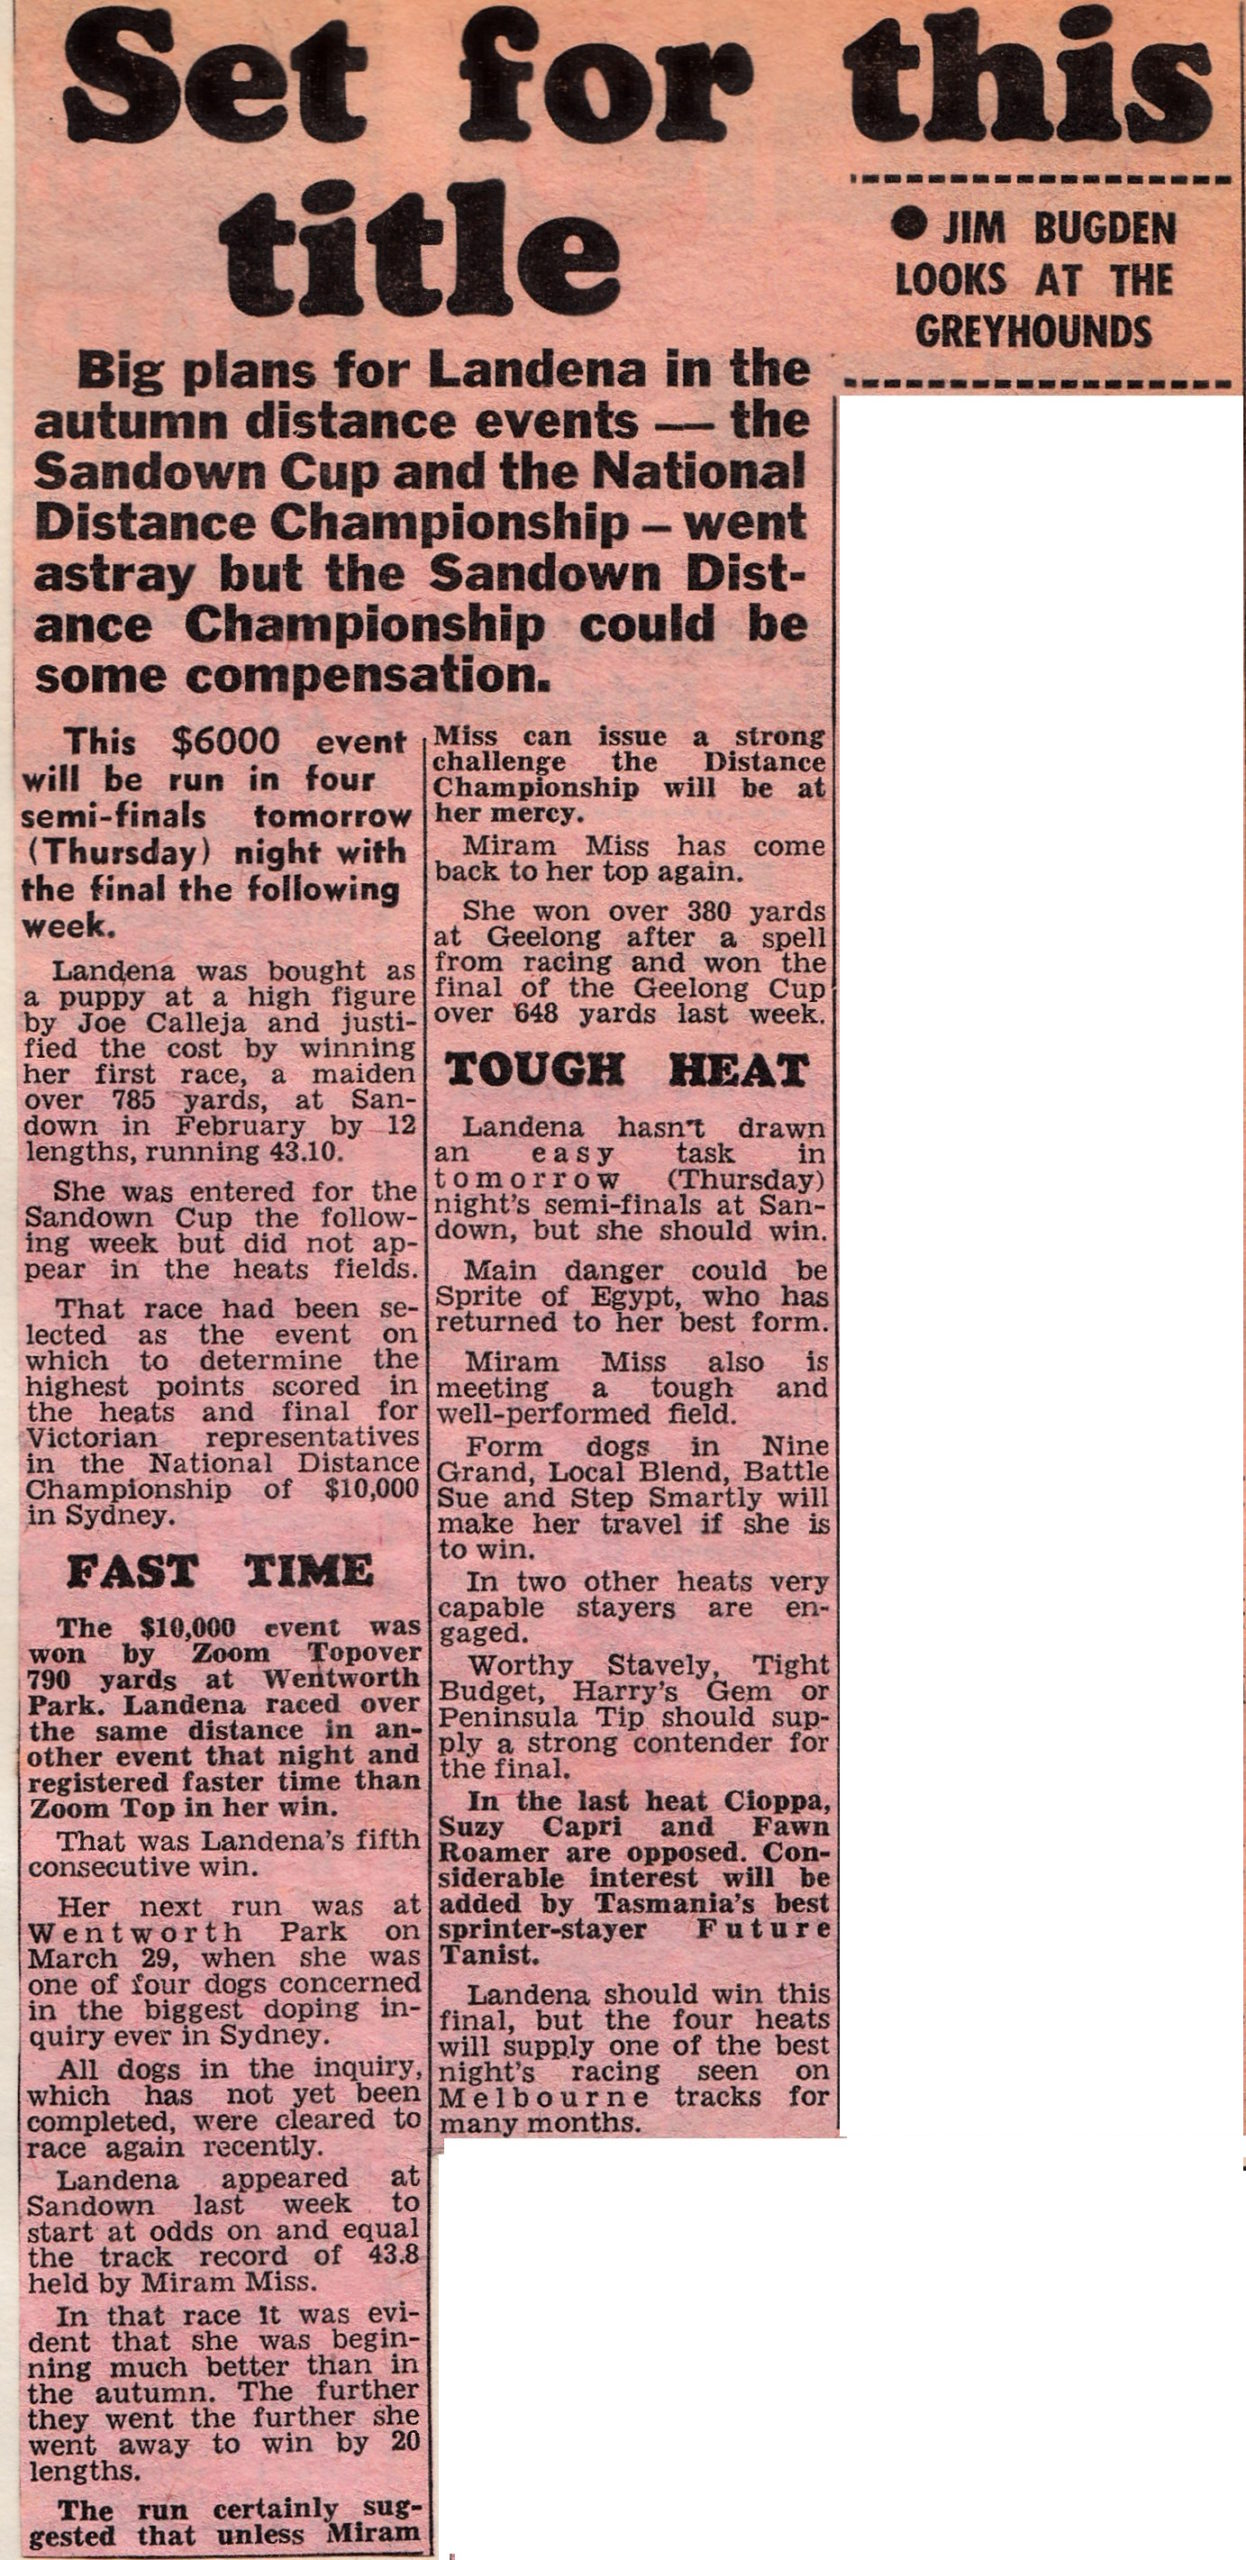 Set for this
title
● JIM BUGDEN
LOOKS AT THE
GREYHOUNDS
Big plans for Landena in the
autumn distance events — the
Sandown Cup and the National
Distance Championship – went
astray but the Sandown Dist-
ance Championship could be
some compensation.
This $6000 event
will be run in four
semi-finals tomorrow
(Thursday) night with
the final the following
week.
Landena was bought as
a puppy at a high figure
by Joe Calleja and justi-
fied the cost by winning
her first race, a maiden
over 785 yards, at San-
down in February by 12
lengths, running 43.10.
She was entered for the
Sandown Cup the follow-
ing week but did not ap-
pear in the heats fields.
That race had been se-
lected as the event on
which to determine the
highest points scored in
the heats and final for
Victorian representatives
in the National Distance
Championship of $10,000
in Sydney.
FAST TIME
The $10,000 event was
won by Zoom Topover
790 yards at Wentworth
Park. Landena raced over
the same distance in an-
other event that night and
registered faster time than
Zoom Top in her win.
That was Landena's fifth
consecutive win.
Her next run was at
Wentworth Park on
March 29, when she was
one of four dogs concerned
in the biggest doping in-
quiry ever in Sydney.
All dogs in the inquiry,
which has not yet been
completed, were cleared to
race again recently.
Landena appeared at
Sandown last week to
start at odds on and equal
the track record of 43.8
held by Miram Miss.
In that race it was evi-
dent that she was begin-
ning much better than in
the autumn. The further
they went the further she
went away to win by 20
lengths.
The run certainly sug-
gested that unless Miram
Miss can issue a strong
challenge the Distance
Championship will be at
her mercy.
Miram Miss has come
back to her top again.
She won over 380 yards
at Geelong after a spell
from racing and won the
final of the Geelong Cup
over 648 yards last week.
TOUGH HEAT
Landena hasn't drawn
an easy task in
tomorrow (Thursday)
night's semi-finals at San-
down, but she should win.
Main danger could be
Sprite of Egypt, who has
returned to her best form.
Miram Miss also is
meeting a tough and
well-performed field.
Form dogs in Nine
Grand, Local Blend, Battle
Sue and Step Smartly will
make her travel if she is
to win.
In two other heats very
capable stayers are en-
gaged.
Worthy Stavely, Tight
Budget, Harry's Gem or
Peninsula Tip should sup-
ply a strong contender for
the final.
In the last heat Cioppa,
Suzy Capri and Fawn
Roamer are opposed. Con-
siderable interest will be
added by Tasmania's best
sprinter-stayer Future
Tanist.
Landena should win this
final, but the four heats
will supply one of the best
night's racing seen on
Melbourne tracks for
many months.